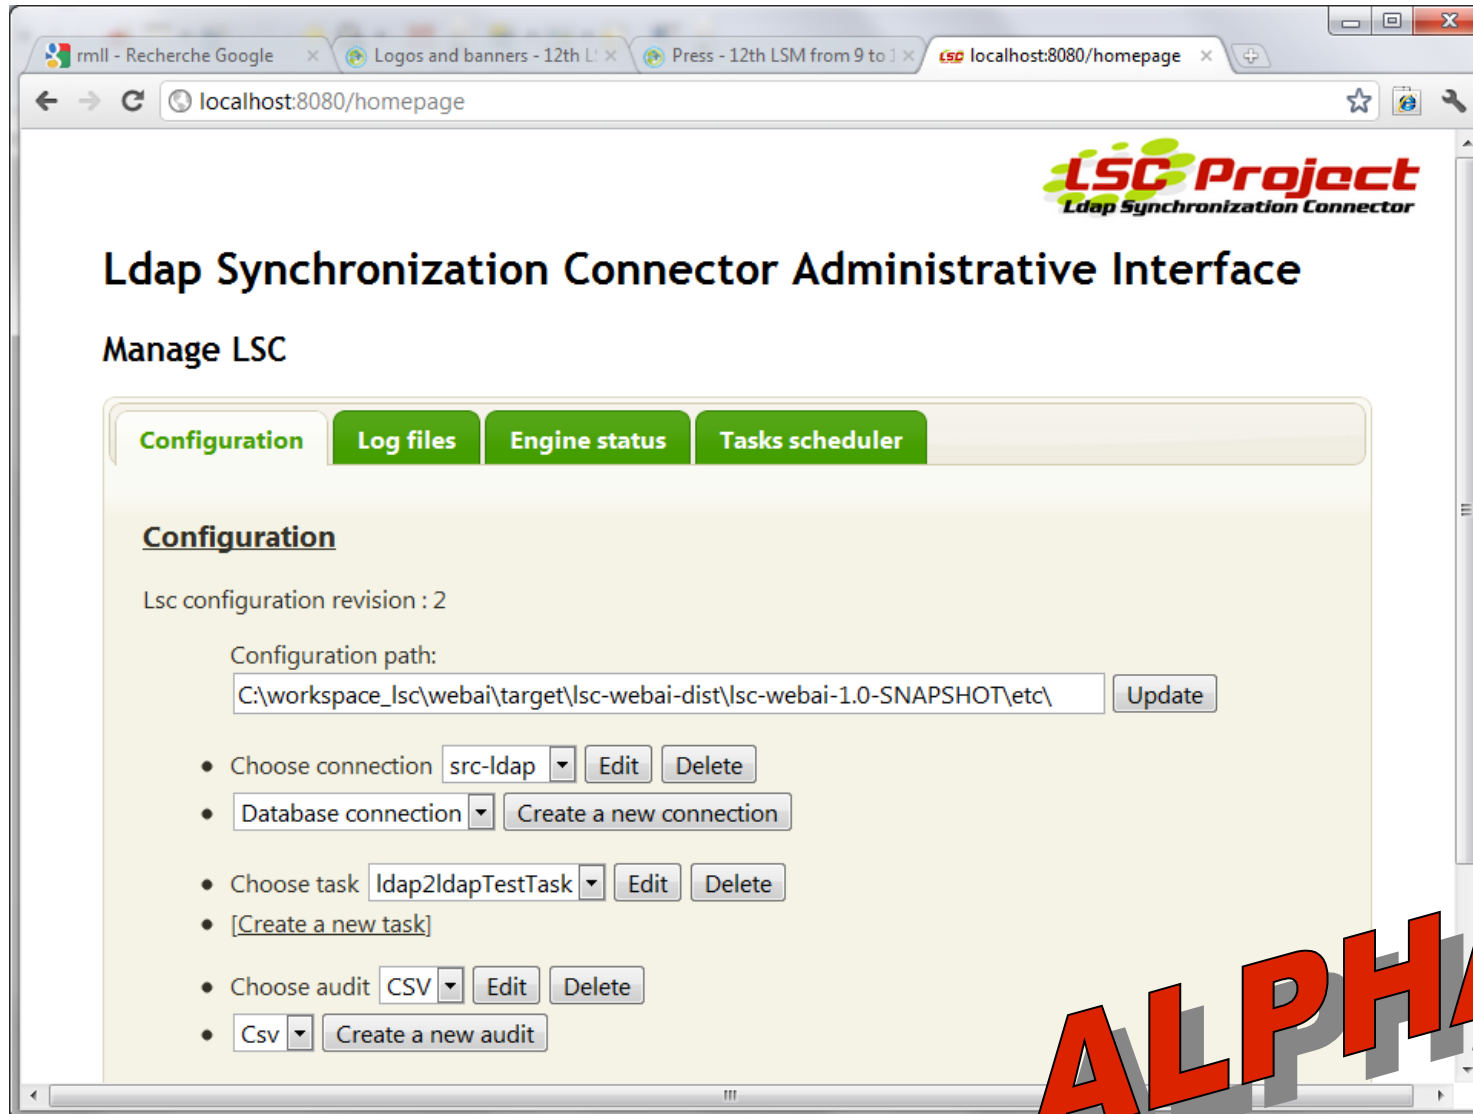 rmll - Recherche Google
Logos and banners - 12th L
Press - 12th LSM from 9 to 1
LSC localhost:8080/homepage
localhost:8080/homepage
LSC Project
Ldap Synchronization Connector
Ldap Synchronization Connector Administrative Interface
Manage LSC
Configuration Log files Engine status Tasks scheduler
Configuration
Lsc configuration revision : 2
Configuration path:
C:\workspace_lsc\webai\target\lsc-webai-dist\lsc-webai-1.0-SNAPSHOT\etc\ Update
Choose connection src-ldap Edit Delete
Database connection Create a new connection
Choose task ldap2ldapTestTask Edit Delete
[Create a new task]
Choose audit CSV Edit Delete
Csv Create a new audit
ALPHA